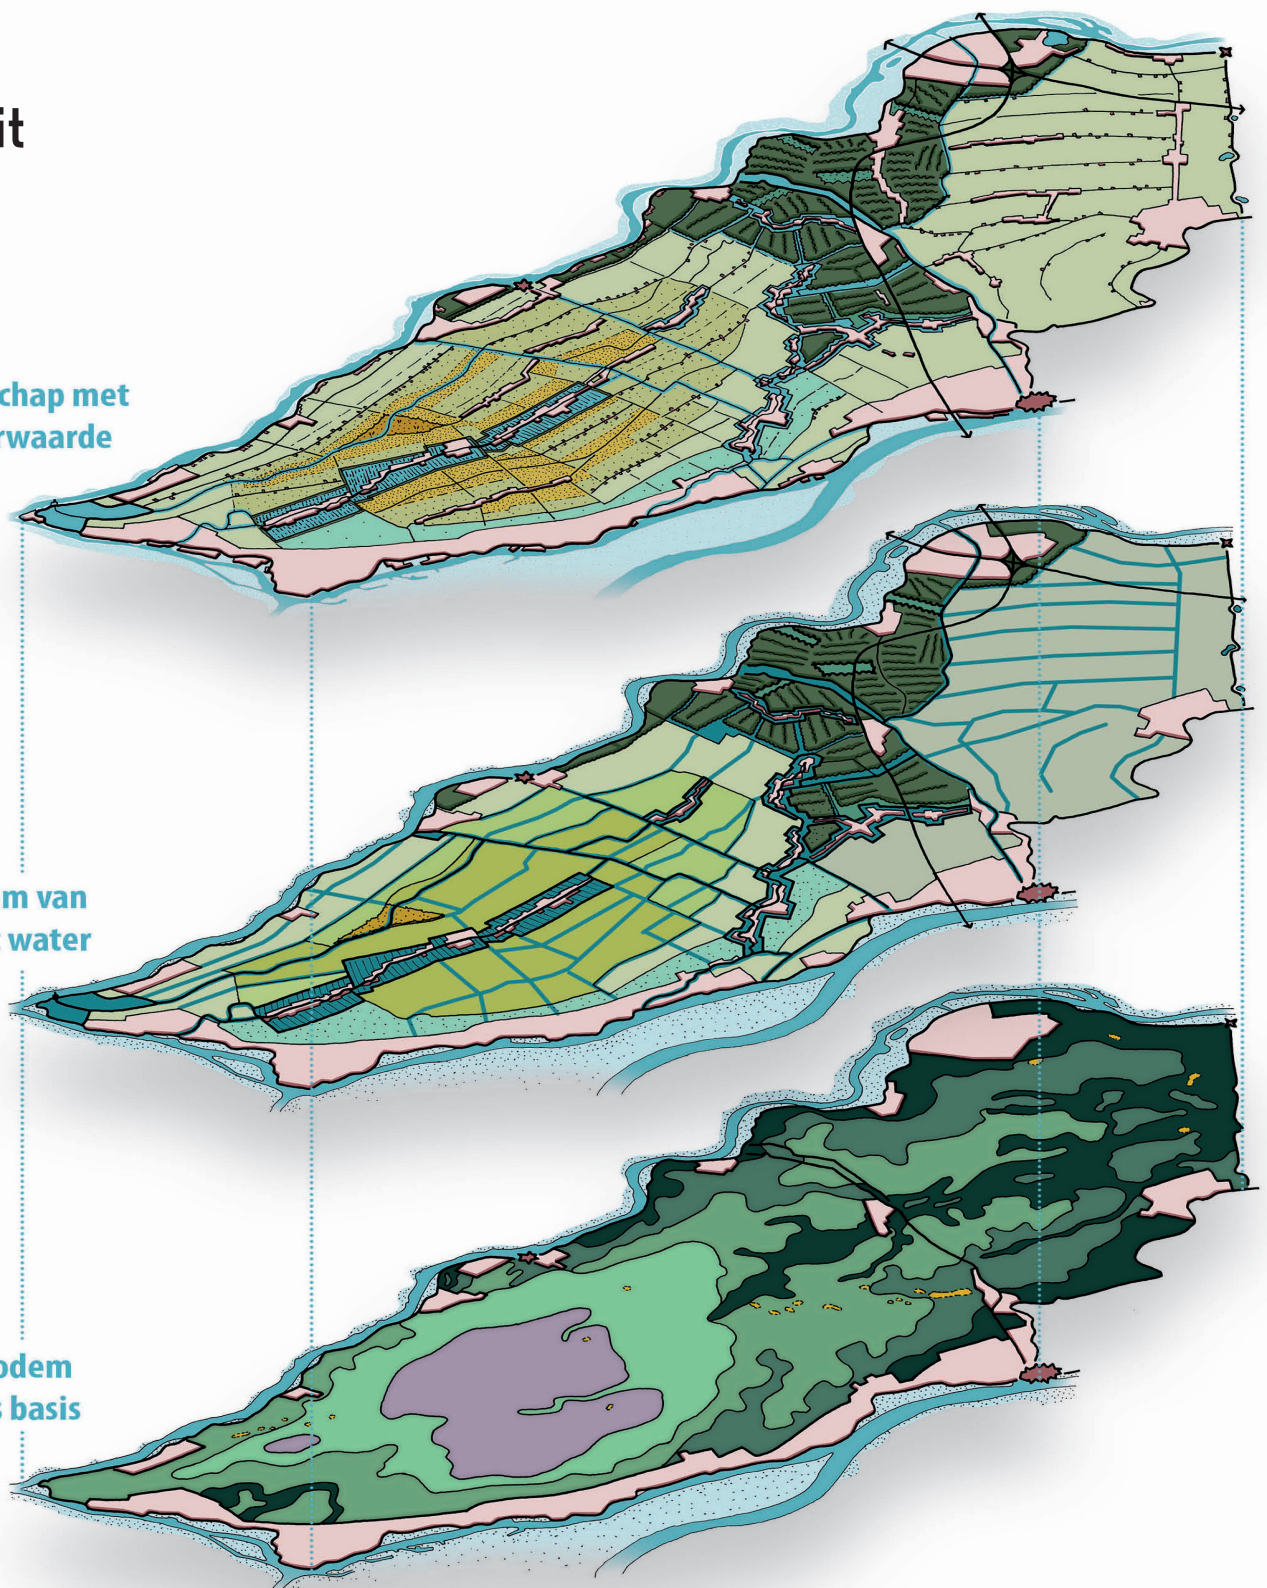 it
chap met
rwaarde
m van
t water
odem
s basis